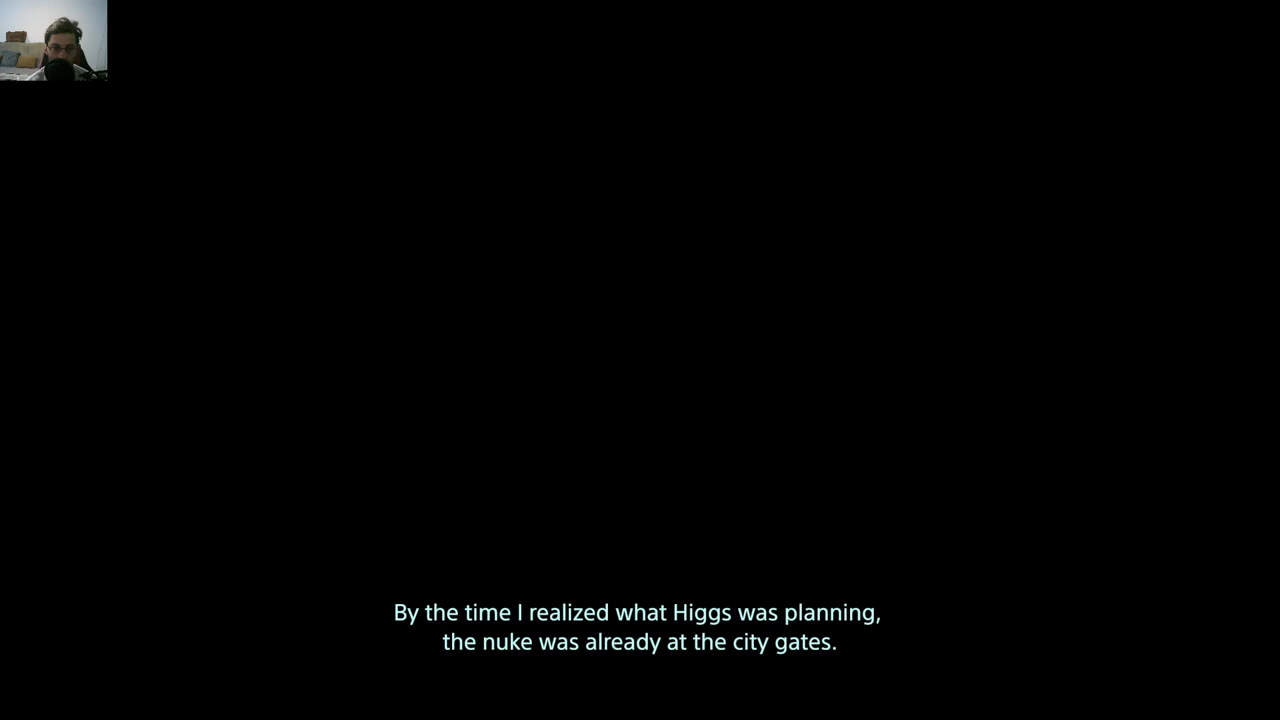 By the time I realized what Higgs was planning,
the nuke was already at the city gates.